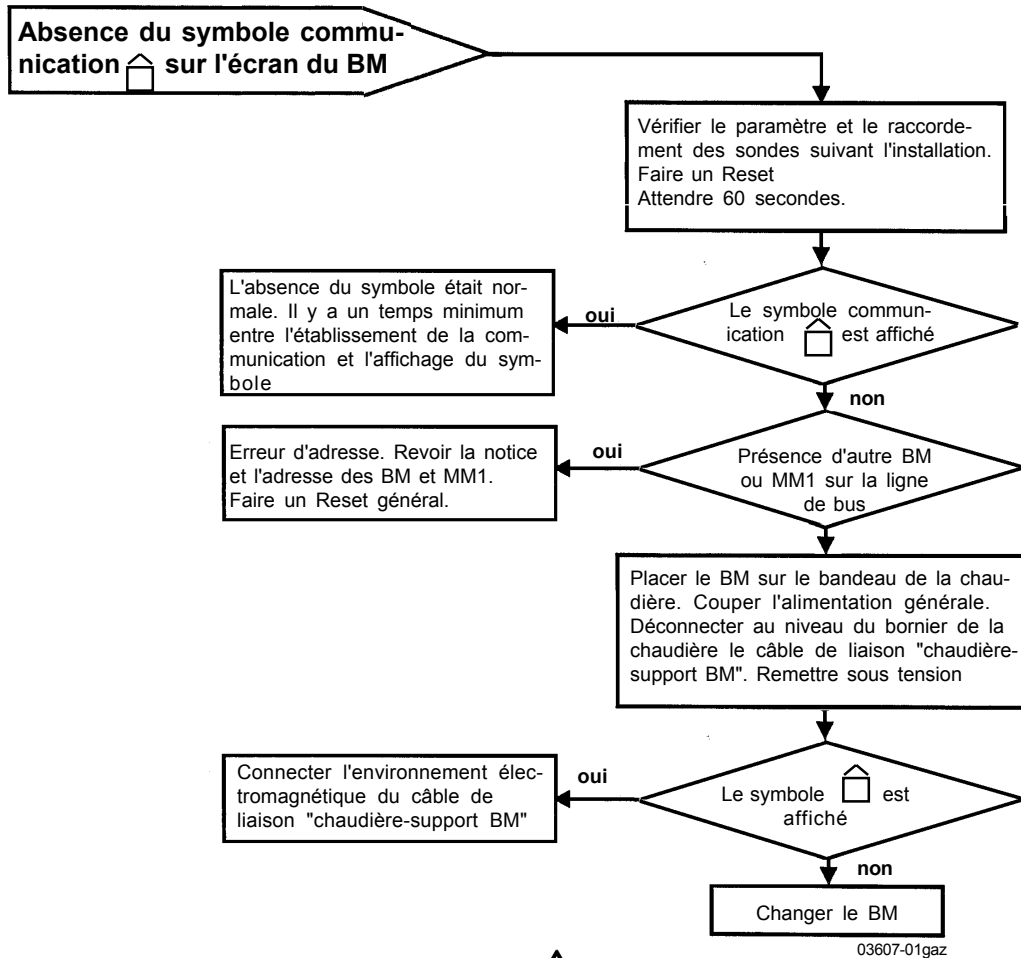 Absence du symbole commu-
nication sur l'écran du BM
Vérifier le paramètre et le raccorde-
ment des sondes suivant l'installation.
Faire un Reset
Attendre 60 secondes.
L'absence du symbole était nor-
male. Il y a un temps minimum
entre l'établissement de la com-
munication et l'affichage du sym-
bole
oui
Le symbole commun-
ication est affiché
non
Erreur d'adresse. Revoir la notice
et l'adresse des BM et MM1.
Faire un Reset général.
oui
Présence d'autre BM
ou MM1 sur la ligne
de bus
Placer le BM sur le bandeau de la chau-
dière. Couper l'alimentation générale.
Déconnecter au niveau du bornier de la
chaudière le câble de liaison "chaudière-
support BM". Remettre sous tension
Connecter l'environnement élec-
tromagnétique du câble de
liaison "chaudière-support BM"
oui
Le symbole est
affiché
non
Changer le BM
03607-01gaz